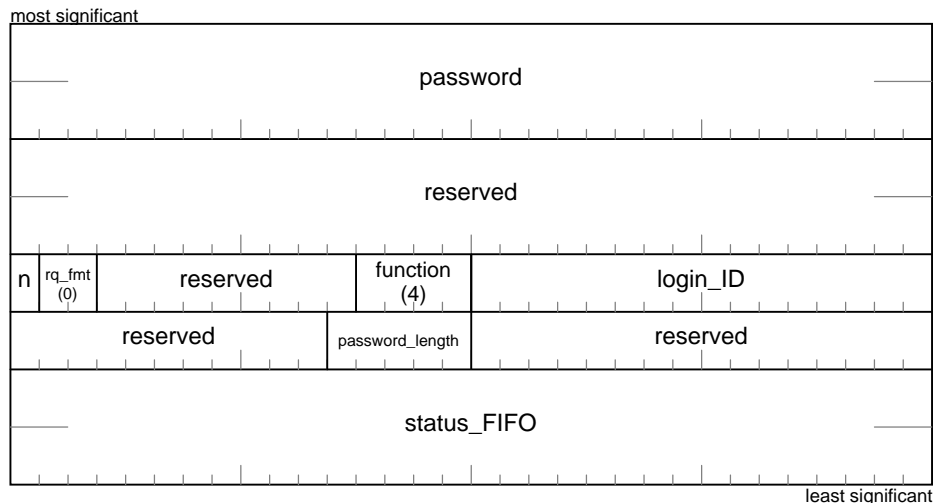 most significant
password
reserved
n rq_fmt (0) reserved function (4) login_ID
reserved password_length reserved
status_FIFO
least significant